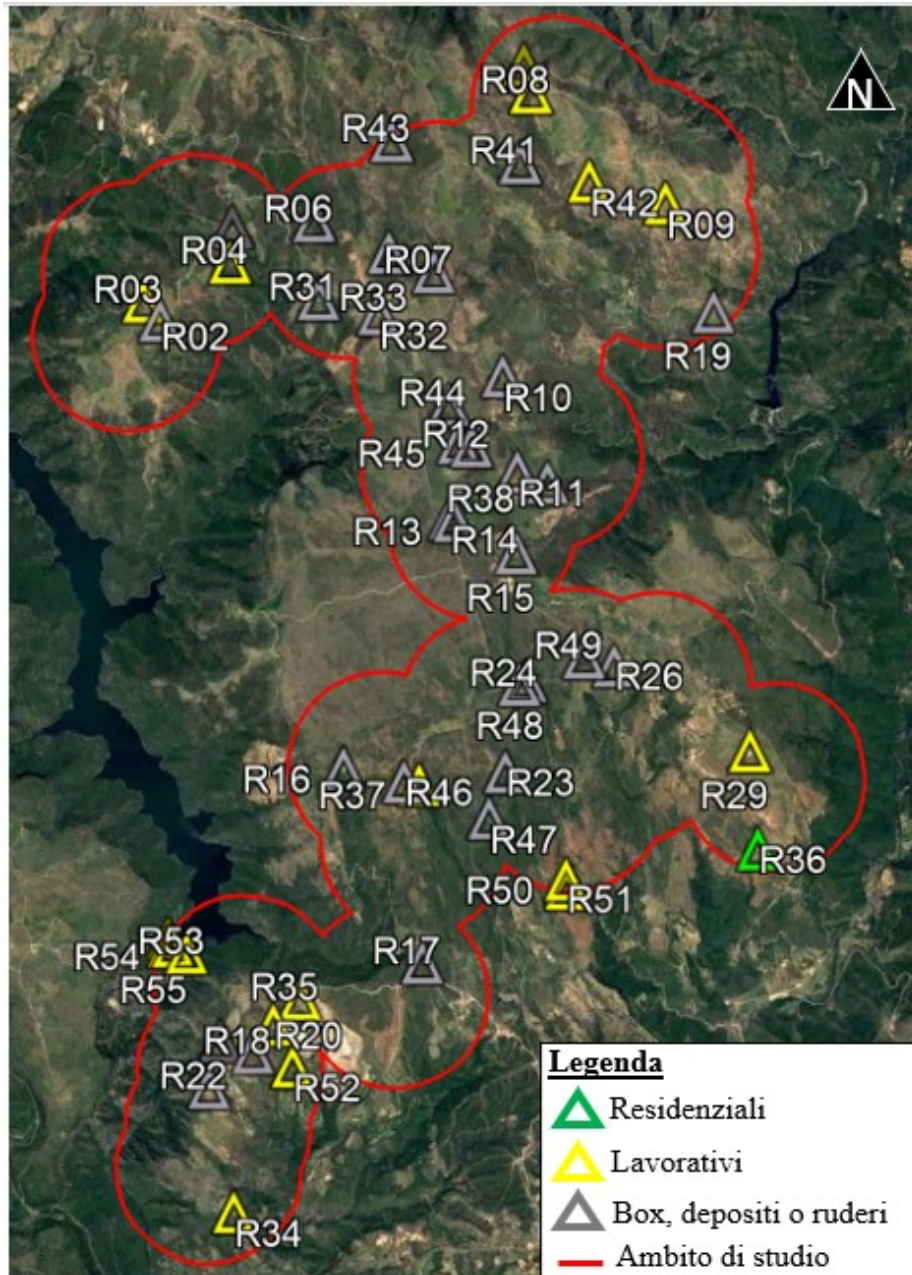 R08
N
R43
R41
R42
R09
R06
R04
R07
R03
R31
R33
R02
R32
R19
R10
R44
R12
R45
R38
R11
R13
R14
R15
R49
R24
R26
R48
R16
R37
R46
R23
R29
R47
R36
R50
R51
R53
R54
R17
R55
R35
R18
R20
R22
R52
R34
Legenda
Residenziali
Lavorativi
Box, depositi o ruderi
Ambito di studio